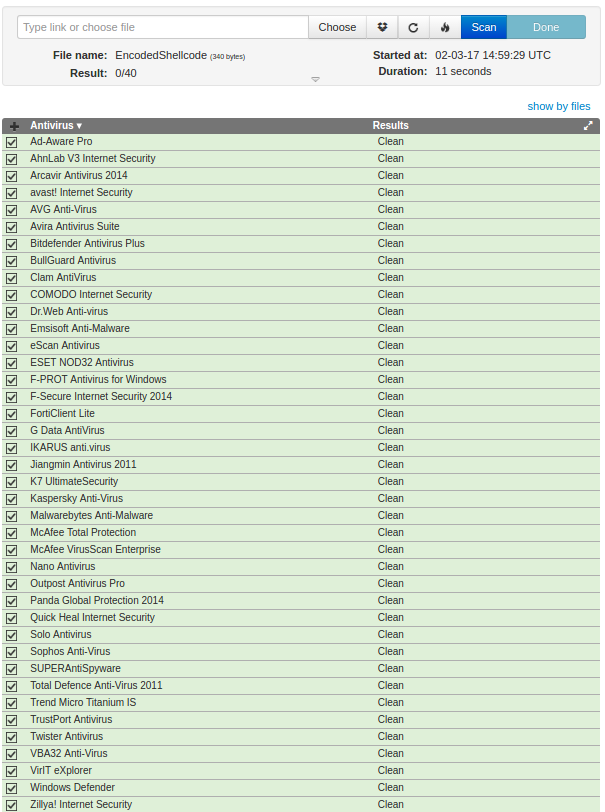 Type link or choose file Choose Scan Done
File name: EncodedShellcode (340 bytes) Started at: 02-03-17 14:59:29 UTC
Result: 0/40 Duration: 11 seconds
show by files
Antivirus ▾ Results
Ad-Aware Pro Clean
AhnLab V3 Internet Security Clean
Arcavir Antivirus 2014 Clean
avast! Internet Security Clean
AVG Anti-Virus Clean
Avira Antivirus Suite Clean
Bitdefender Antivirus Plus Clean
BullGuard Antivirus Clean
Clam AntiVirus Clean
COMODO Internet Security Clean
Dr.Web Anti-virus Clean
Emsisoft Anti-Malware Clean
eScan Antivirus Clean
ESET NOD32 Antivirus Clean
F-PROT Antivirus for Windows Clean
F-Secure Internet Security 2014 Clean
FortiClient Lite Clean
G Data AntiVirus Clean
IKARUS anti.virus Clean
Jiangmin Antivirus 2011 Clean
K7 UltimateSecurity Clean
Kaspersky Anti-Virus Clean
Malwarebytes Anti-Malware Clean
McAfee Total Protection Clean
McAfee VirusScan Enterprise Clean
Nano Antivirus Clean
Outpost Antivirus Pro Clean
Panda Global Protection 2014 Clean
Quick Heal Internet Security Clean
Solo Antivirus Clean
Sophos Anti-Virus Clean
SUPERAntiSpyware Clean
Total Defence Anti-Virus 2011 Clean
Trend Micro Titanium IS Clean
TrustPort Antivirus Clean
Twister Antivirus Clean
VBA32 Anti-Virus Clean
VirIT eXplorer Clean
Windows Defender Clean
Zillya! Internet Security Clean